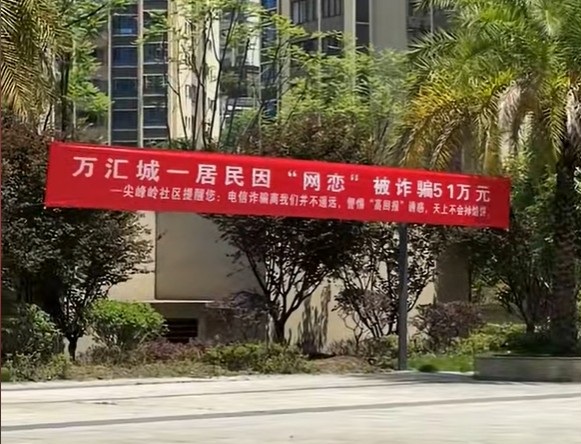 万汇城一居民因“网恋”被诈骗51万元
—尖峰岭社区提醒您：电信诈骗离我们并不遥远，警惕“高回报”诱惑，天上不会掉馅饼！